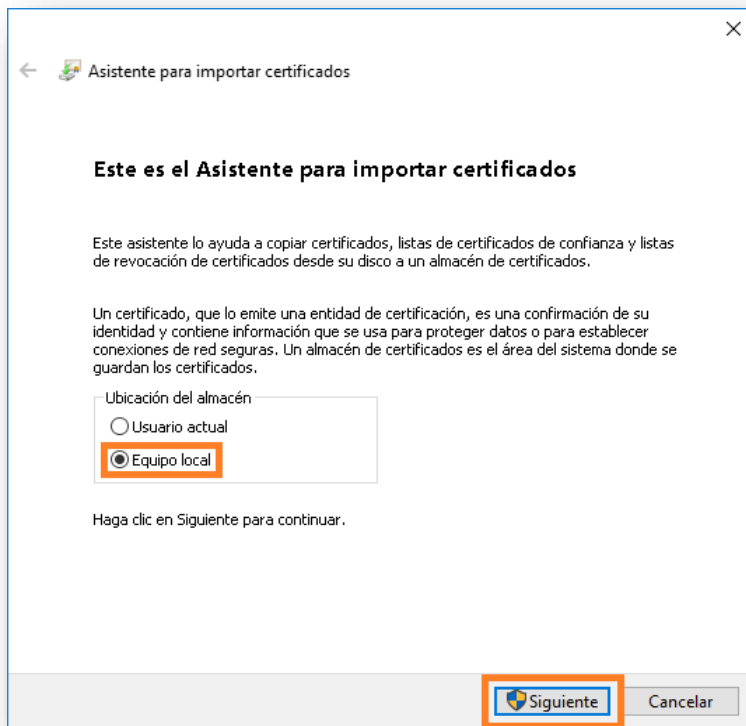 Asistente para importar certificados
Este es el Asistente para importar certificados
Este asistente lo ayuda a copiar certificados, listas de certificados de confianza y listas
de revocación de certificados desde su disco a un almacén de certificados.
Un certificado, que lo emite una entidad de certificación, es una confirmación de su
identidad y contiene información que se usa para proteger datos o para establecer
conexiones de red seguras. Un almacén de certificados es el área del sistema donde se
guardan los certificados.
Ubicación del almacén
Usuario actual
Equipo local
Haga clic en Siguiente para continuar.
Siguiente Cancelar